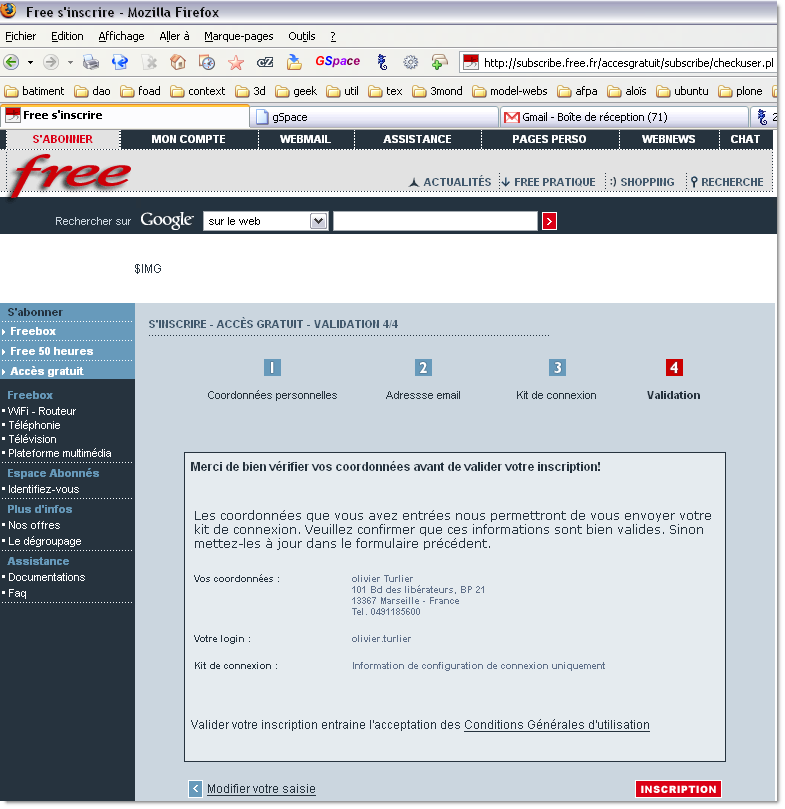 Free s'inscrire - Mozilla Firefox
Fichier Edition Affichage Aller à Marque-pages Outils ?
GSpace http://subscribe.free.fr/accesgratuit/subscribe/checkuser.pl
batiment dao foad context 3d geek util tex 3mond model-webs afpa aloïs ubuntu plone
Free s'inscrire gSpace Gmail - Boîte de réception (71) 2
S'ABONNER MON COMPTE WEBMAIL ASSISTANCE PAGES PERSO WEBNEWS CHAT
free
ACTUALITÉS FREE PRATIQUE :) SHOPPING RECHERCHE
Rechercher sur Google sur le web
$IMG
S'abonner
Freebox
Free 50 heures
Accès gratuit
Freebox
WiFi - Routeur
Téléphonie
Télévision
Plateforme multimédia
Espace Abonnés
Identifiez-vous
Plus d'infos
Nos offres
Le dégroupage
Assistance
Documentations
Faq
S'INSCRIRE - ACCÈS GRATUIT - VALIDATION 4/4
1 2 3 4
Coordonnées personnelles Adressse email Kit de connexion Validation
Merci de bien vérifier vos coordonnées avant de valider votre inscription!
Les coordonnées que vous avez entrées nous permettront de vous envoyer votre
kit de connexion. Veuillez confirmer que ces informations sont bien valides. Sinon
mettez-les à jour dans le formulaire précédent.
Vos coordonnées : olivier Turlier
101 Bd des libérateurs, BP 21
13367 Marseille - France
Tel. 0491185600
Votre login : olivier.turlier
Kit de connexion : Information de configuration de connexion uniquement
Valider votre inscription entraine l'acceptation des Conditions Générales d'utilisation
< Modifier votre saisie INSCRIPTION